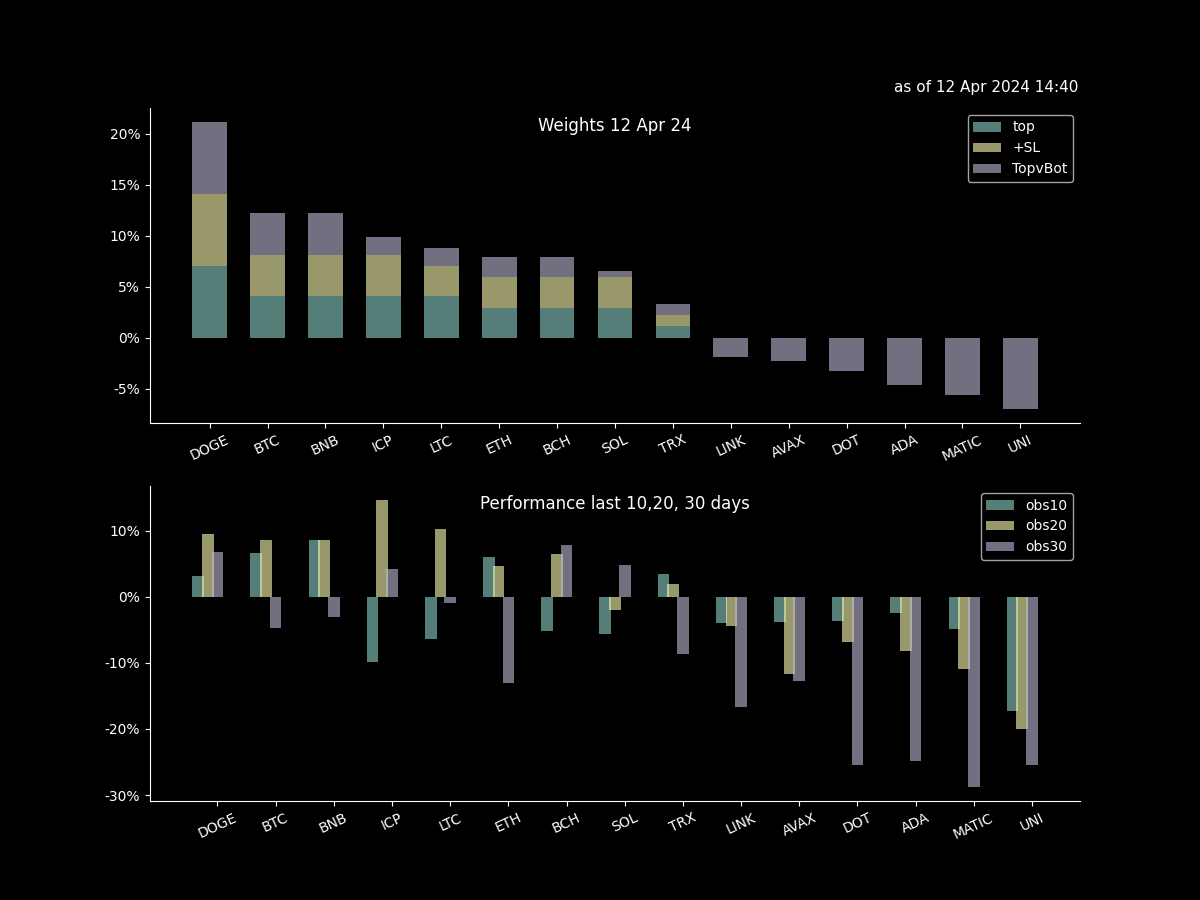 as of 12 Apr 2024 14:40
Weights 12 Apr 24
top
+SL
TopvBot
20%
15%
10%
5%
0%
-5%
DOGE BTC BNB ICP LTC ETH BCH SOL TRX LINK AVAX DOT ADA MATIC UNI
Performance last 10,20, 30 days
obs10
obs20
obs30
10%
0%
-10%
-20%
-30%
DOGE BTC BNB ICP LTC ETH BCH SOL TRX LINK AVAX DOT ADA MATIC UNI